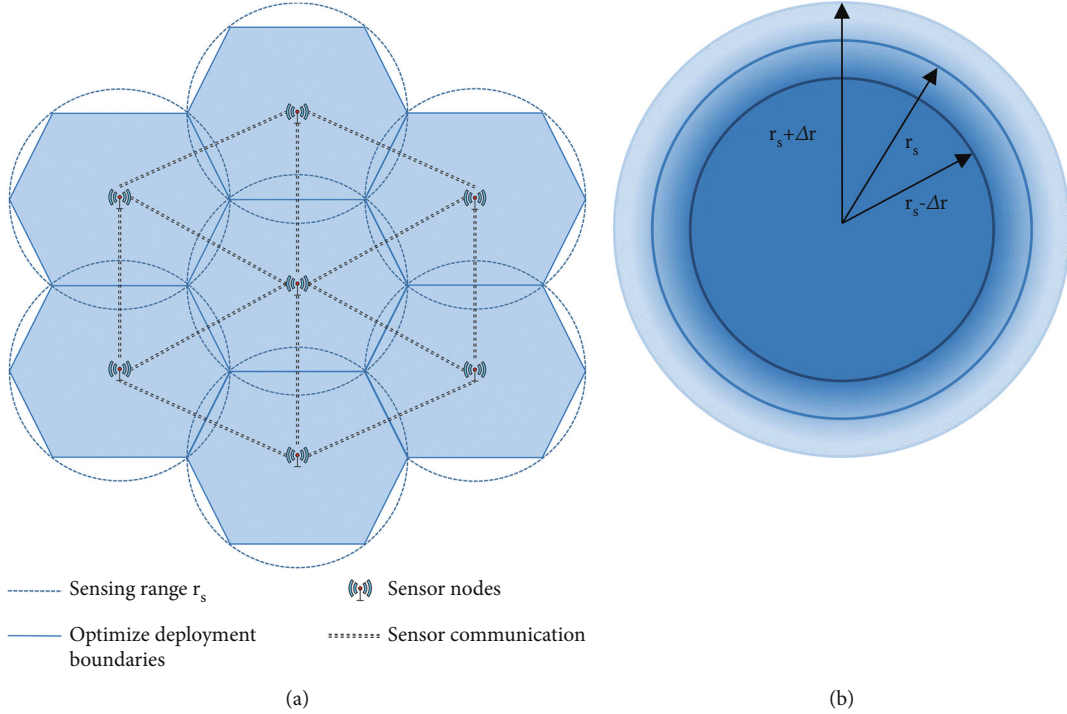 r_s+Δr
r_s
r_s-Δr
Sensing range r_s
Sensor nodes
Optimize deployment
boundaries
Sensor communication
(a)
(b)